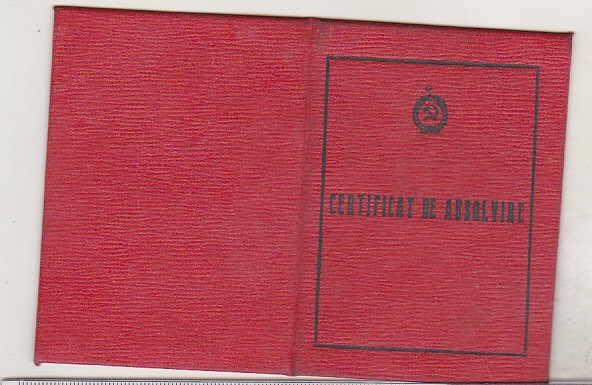 CERTIFICAT DE ABSOLVIRE